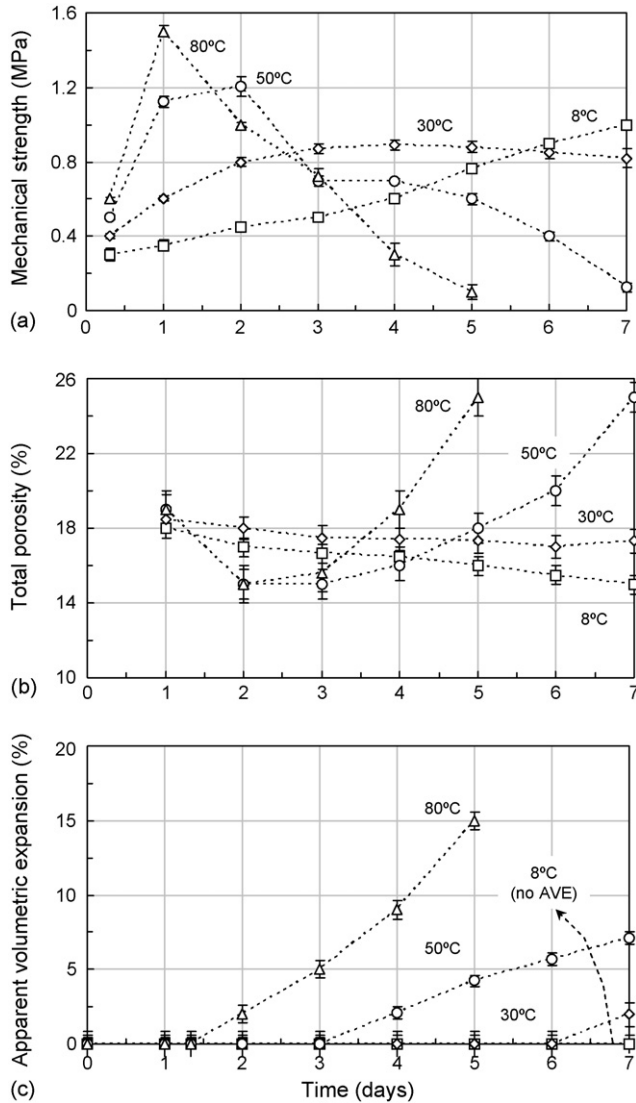 Mechanical strength (MPa)
1.6
1.2
0.8
0.4
0
80ºC
50ºC
30ºC
8ºC
0 1 2 3 4 5 6 7
(a)
Total porosity (%)
26
22
18
14
10
80ºC
50ºC
30ºC
8ºC
0 1 2 3 4 5 6 7
(b)
Apparent volumetric expansion (%)
20
15
10
5
0
80ºC
8ºC
(no AVE)
50ºC
30ºC
0 1 2 3 4 5 6 7
(c)
Time (days)